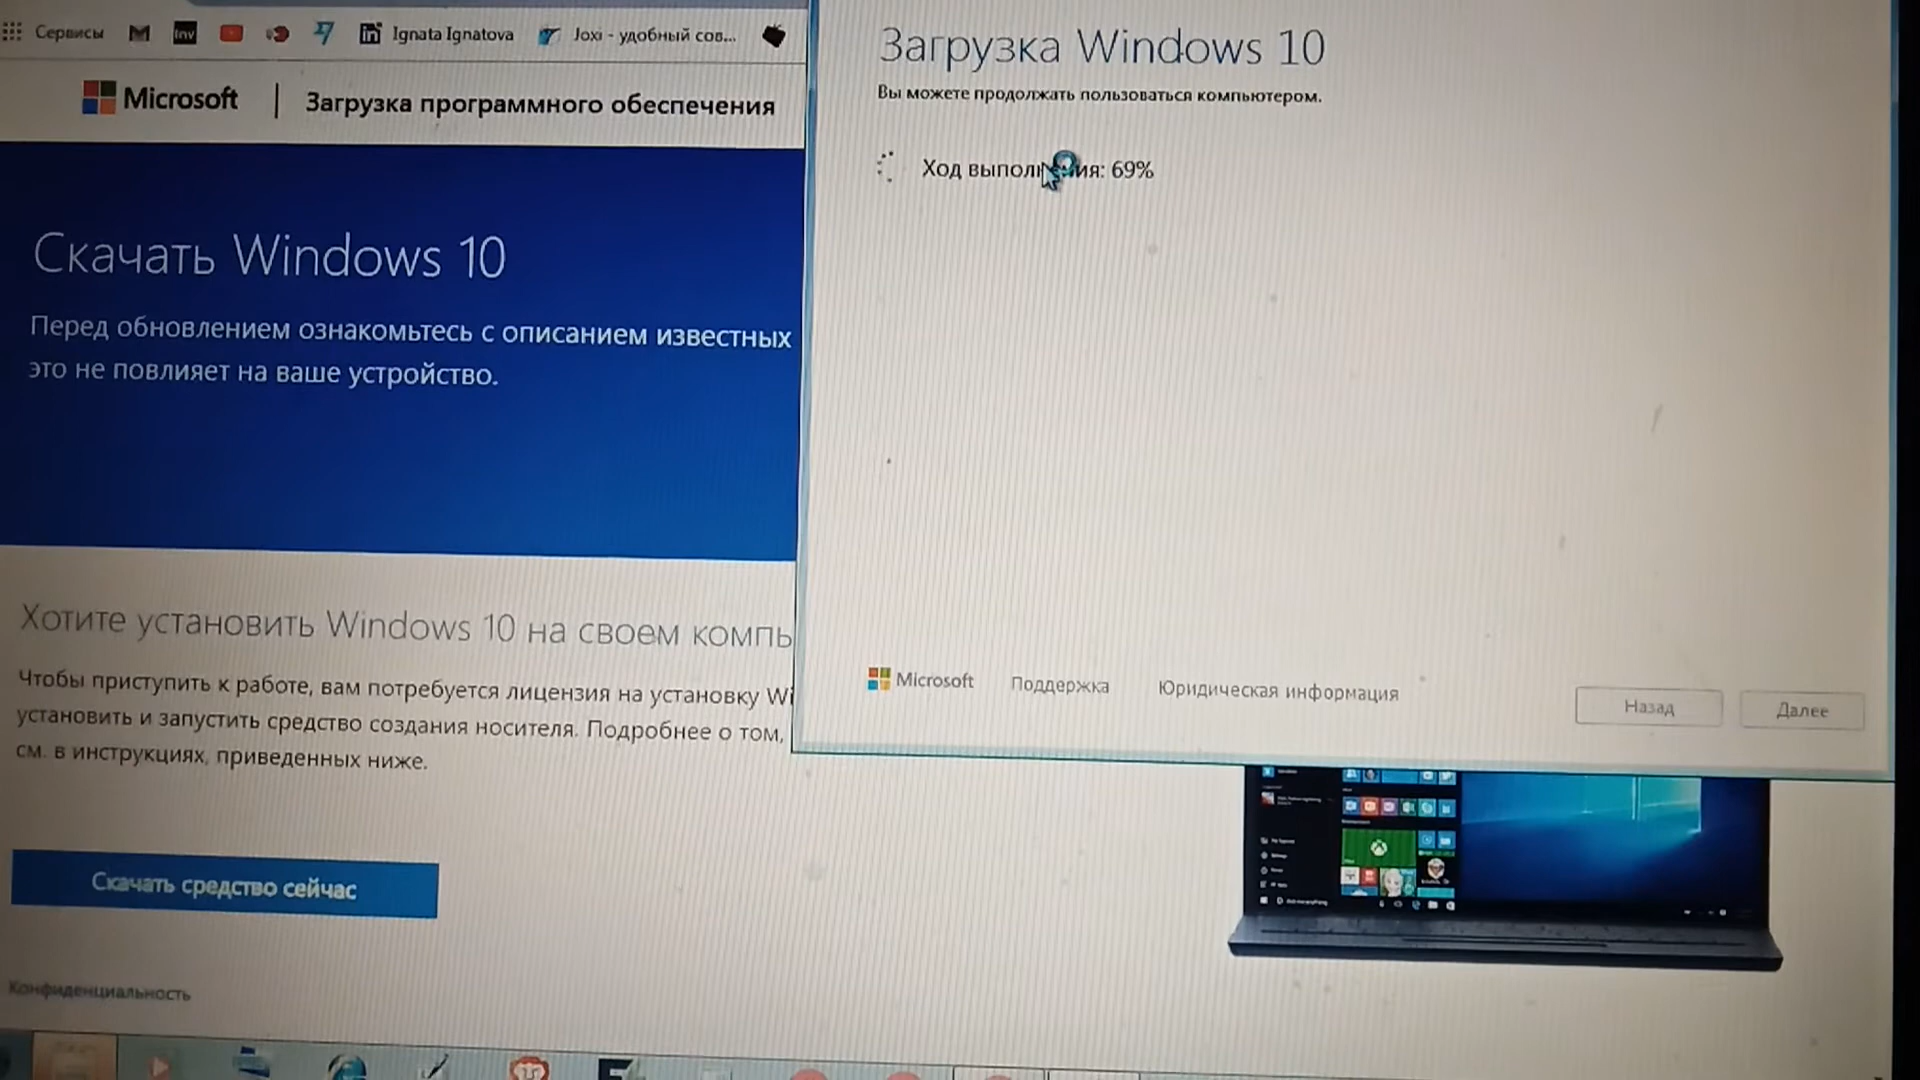 Сервисы
inv
in
Ignata Ignatova
Joxi - удобный сов...
Microsoft
Загрузка программного обеспечения
Скачать Windows 10
Перед обновлением ознакомьтесь с описанием известных
это не повлияет на ваше устройство.
Хотите установить Windows 10 на своем компь
Чтобы приступить к работе, вам потребуется лицензия на установку Wi
установить и запустить средство создания носителя. Подробнее о том,
см. в инструкциях, приведенных ниже.
Скачать средство сейчас
Конфиденциальность
Загрузка Windows 10
Вы можете продолжать пользоваться компьютером.
Ход выполнения: 69%
Microsoft
Поддержка
Юридическая информация
Назад
Далее